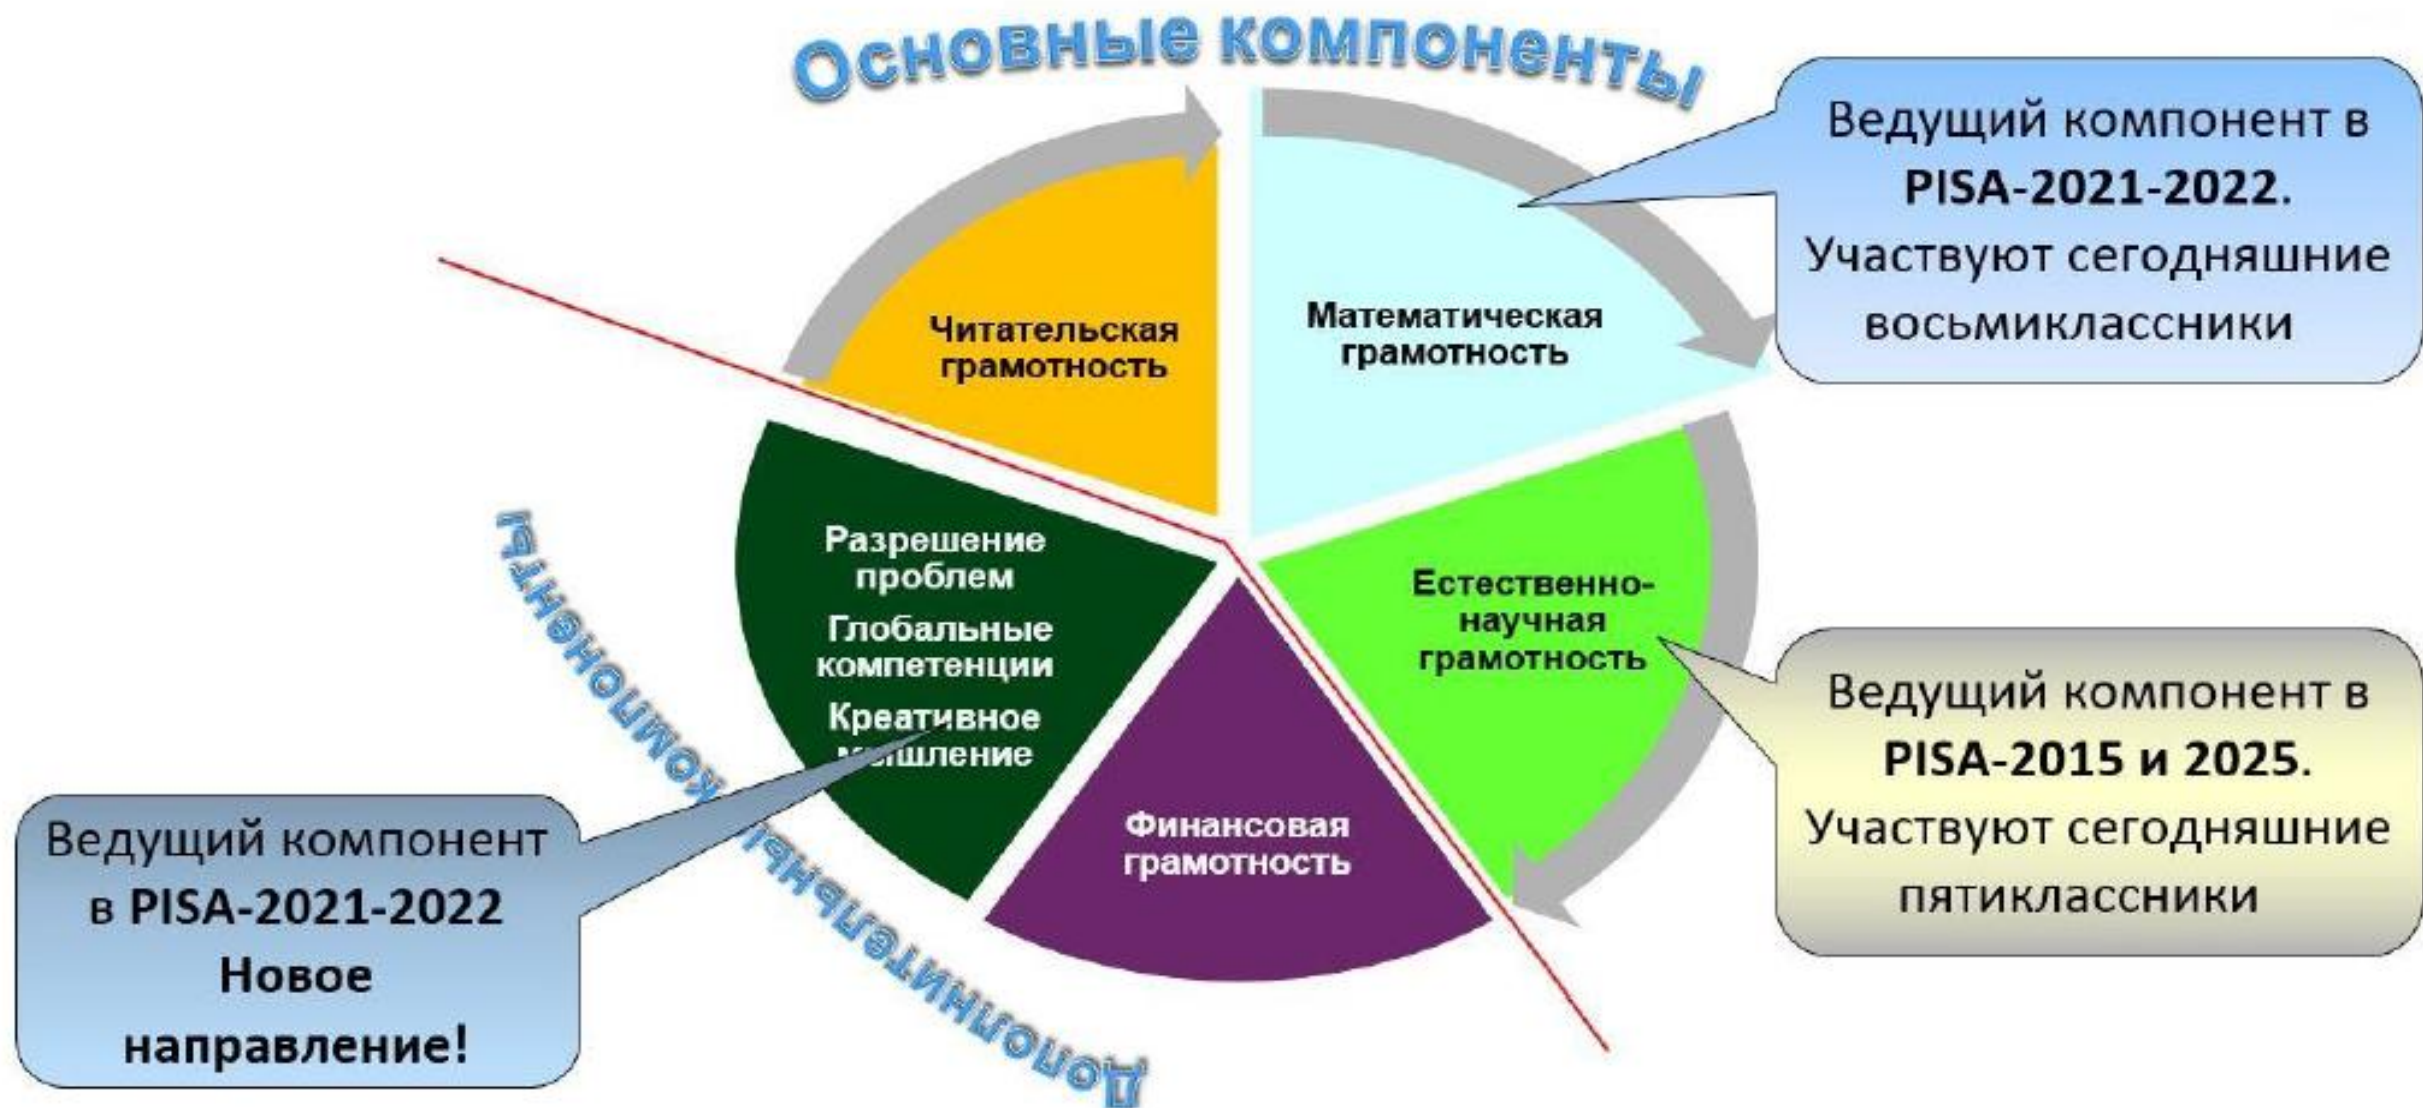 Основные компоненты
Ведущий компонент в
PISA-2021-2022.
Участвуют сегодняшние
восьмиклассники
Читательская
грамотность
Математическая
грамотность
Разрешение
проблем
Глобальные
компетенции
Креативное
мышление
Естественно-
научная
грамотность
Финансовая
грамотность
Ведущий компонент в
PISA-2015 и 2025.
Участвуют сегодняшние
пятиклассники
Ведущий компонент
в PISA-2021-2022
Новое
направление!
Дополнительные компоненты